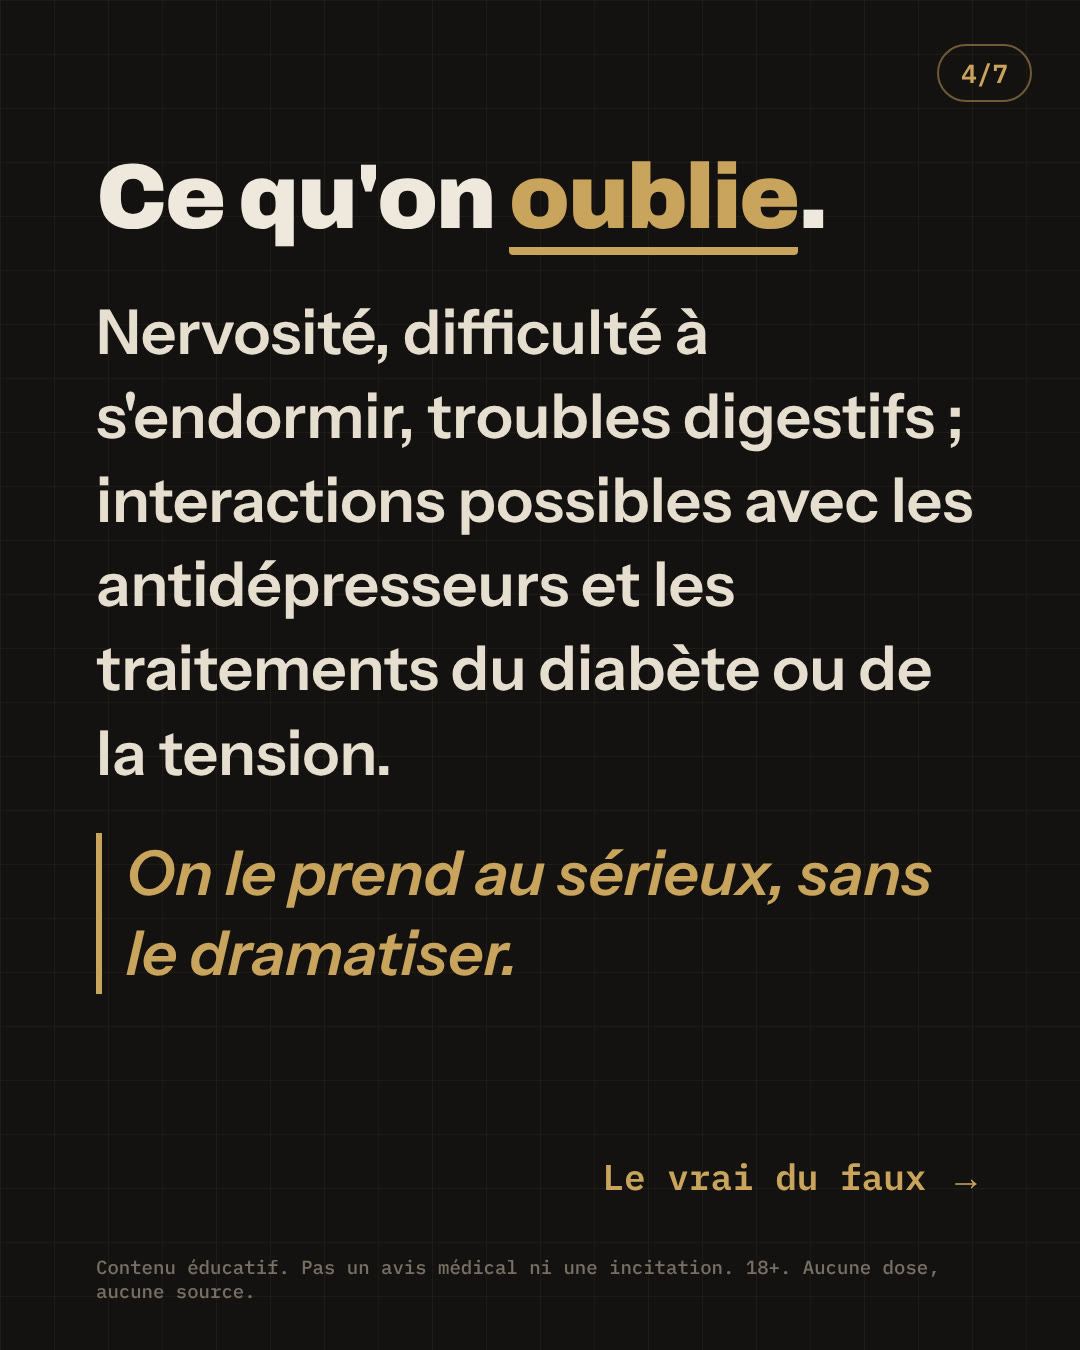 4/7
Ce qu'on oublie.
Nervosité, difficulté à
s'endormir, troubles digestifs ;
interactions possibles avec les
antidépresseurs et les
traitements du diabète ou de
la tension.
On le prend au sérieux, sans
le dramatiser.
Le vrai du faux →
Contenu éducatif. Pas un avis médical ni une incitation. 18+. Aucune dose,
aucune source.